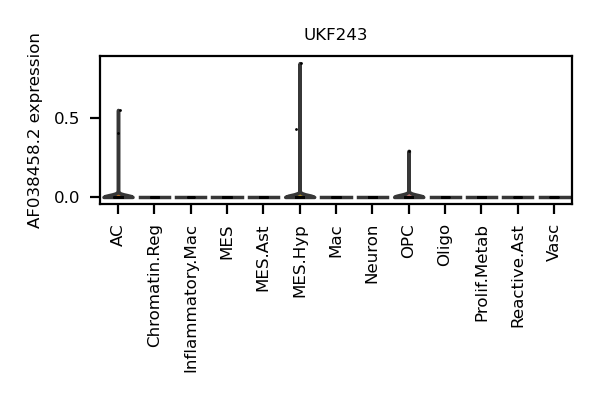 UKF243
AF038458.2 expression
0.5
0.0
AC
Chromatin.Reg
Inflammatory.Mac
MES
MES.Ast
MES.Hyp
Mac
Neuron
OPC
Oligo
Prolif.Metab
Reactive.Ast
Vasc